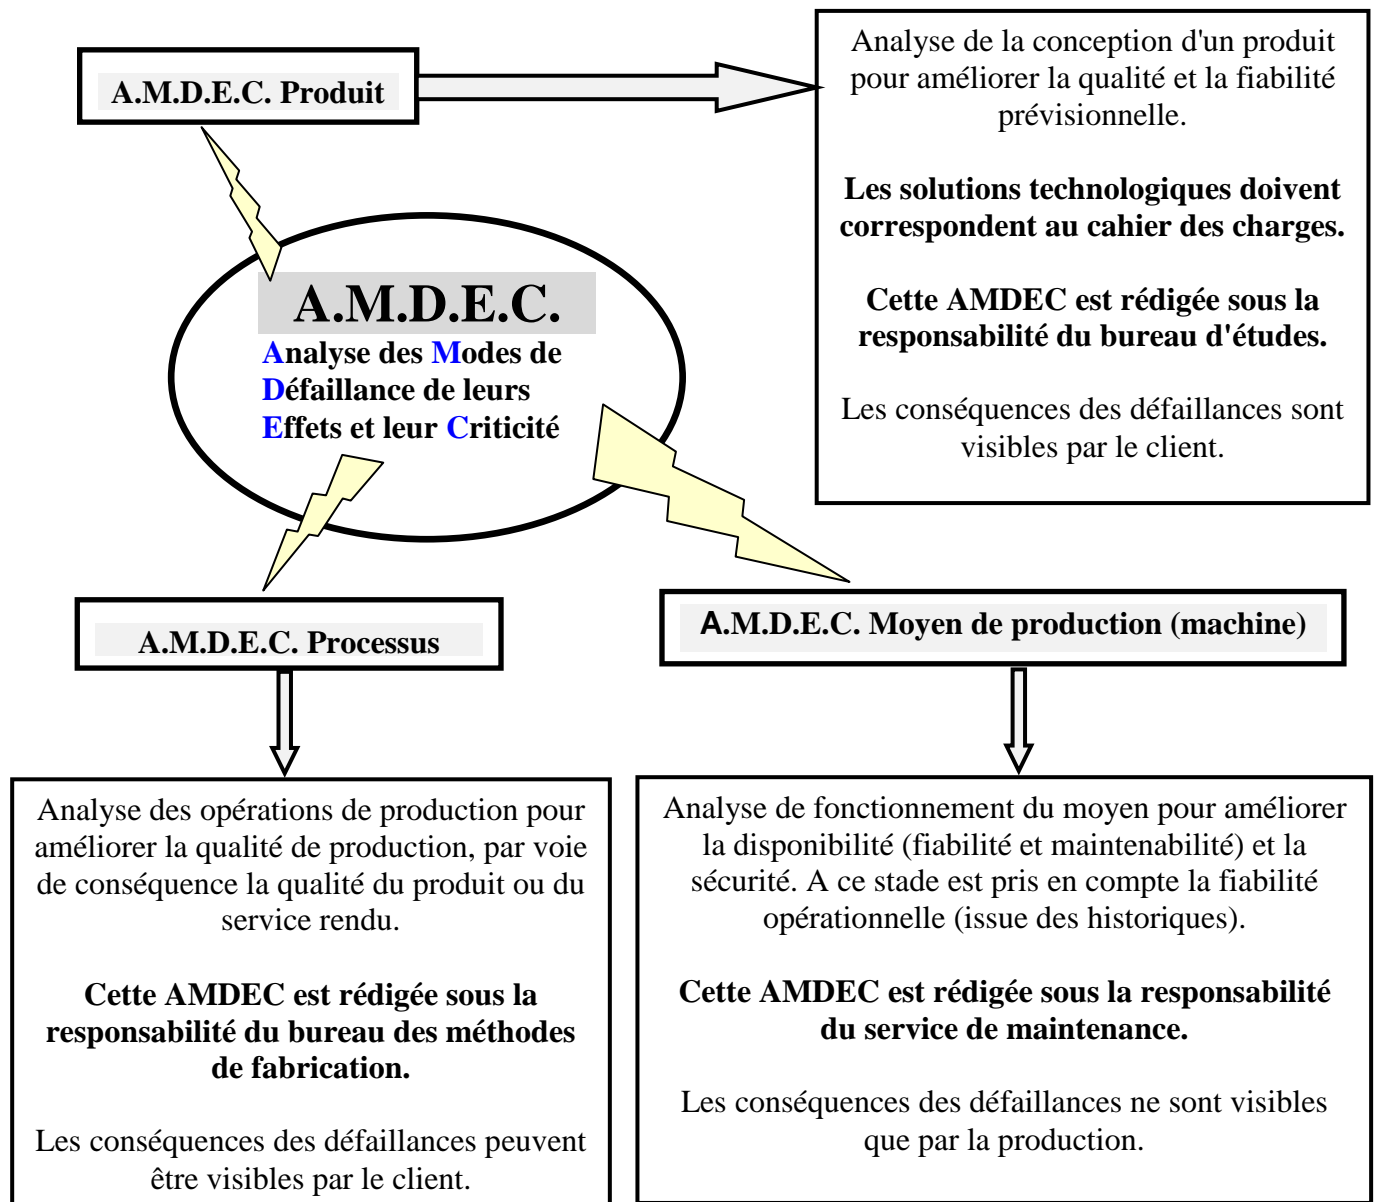 A.M.D.E.C. Produit
Analyse de la conception d'un produit
pour améliorer la qualité et la fiabilité
prévisionnelle.
Les solutions technologiques doivent
correspondent au cahier des charges.
Cette AMDEC est rédigée sous la
responsabilité du bureau d'études.
Les conséquences des défaillances sont
visibles par le client.
A.M.D.E.C.
Analyse des Modes de
Défaillance de leurs
Effets et leur Criticité
A.M.D.E.C. Processus
A.M.D.E.C. Moyen de production (machine)
Analyse des opérations de production pour
améliorer la qualité de production, par voie
de conséquence la qualité du produit ou du
service rendu.
Cette AMDEC est rédigée sous la
responsabilité du bureau des méthodes
de fabrication.
Les conséquences des défaillances peuvent
être visibles par le client.
Analyse de fonctionnement du moyen pour améliorer
la disponibilité (fiabilité et maintenabilité) et la
sécurité. A ce stade est pris en compte la fiabilité
opérationnelle (issue des historiques).
Cette AMDEC est rédigée sous la responsabilité
du service de maintenance.
Les conséquences des défaillances ne sont visibles
que par la production.